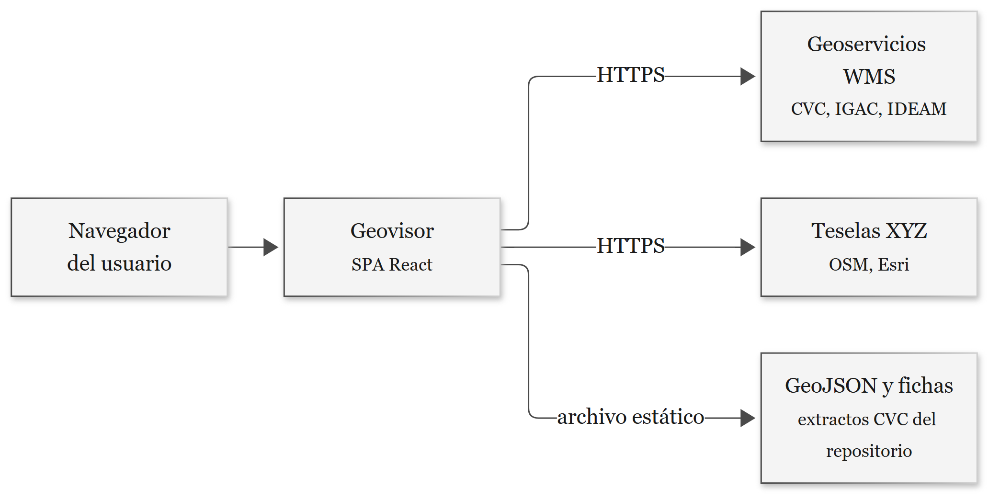 Geoservicios
WMS
CVC, IGAC, IDEAM
HTTPS
Navegador
del usuario
Geovisor
SPA React
HTTPS
Teselas XYZ
OSM, Esri
archivo estático
GeoJSON y fichas
extractos CVC del
repositorio